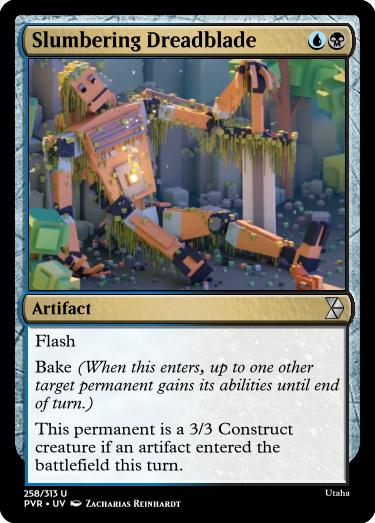 Slumbering Dreadblade
Artifact
Flash
Bake (When this enters, up to one other
target permanent gains its abilities until end
of turn.)
This permanent is a 3/3 Construct
creature if an artifact entered the
battlefield this turn.
258/313 U
Utaha
PVR • UV Zacharias Reinhardt